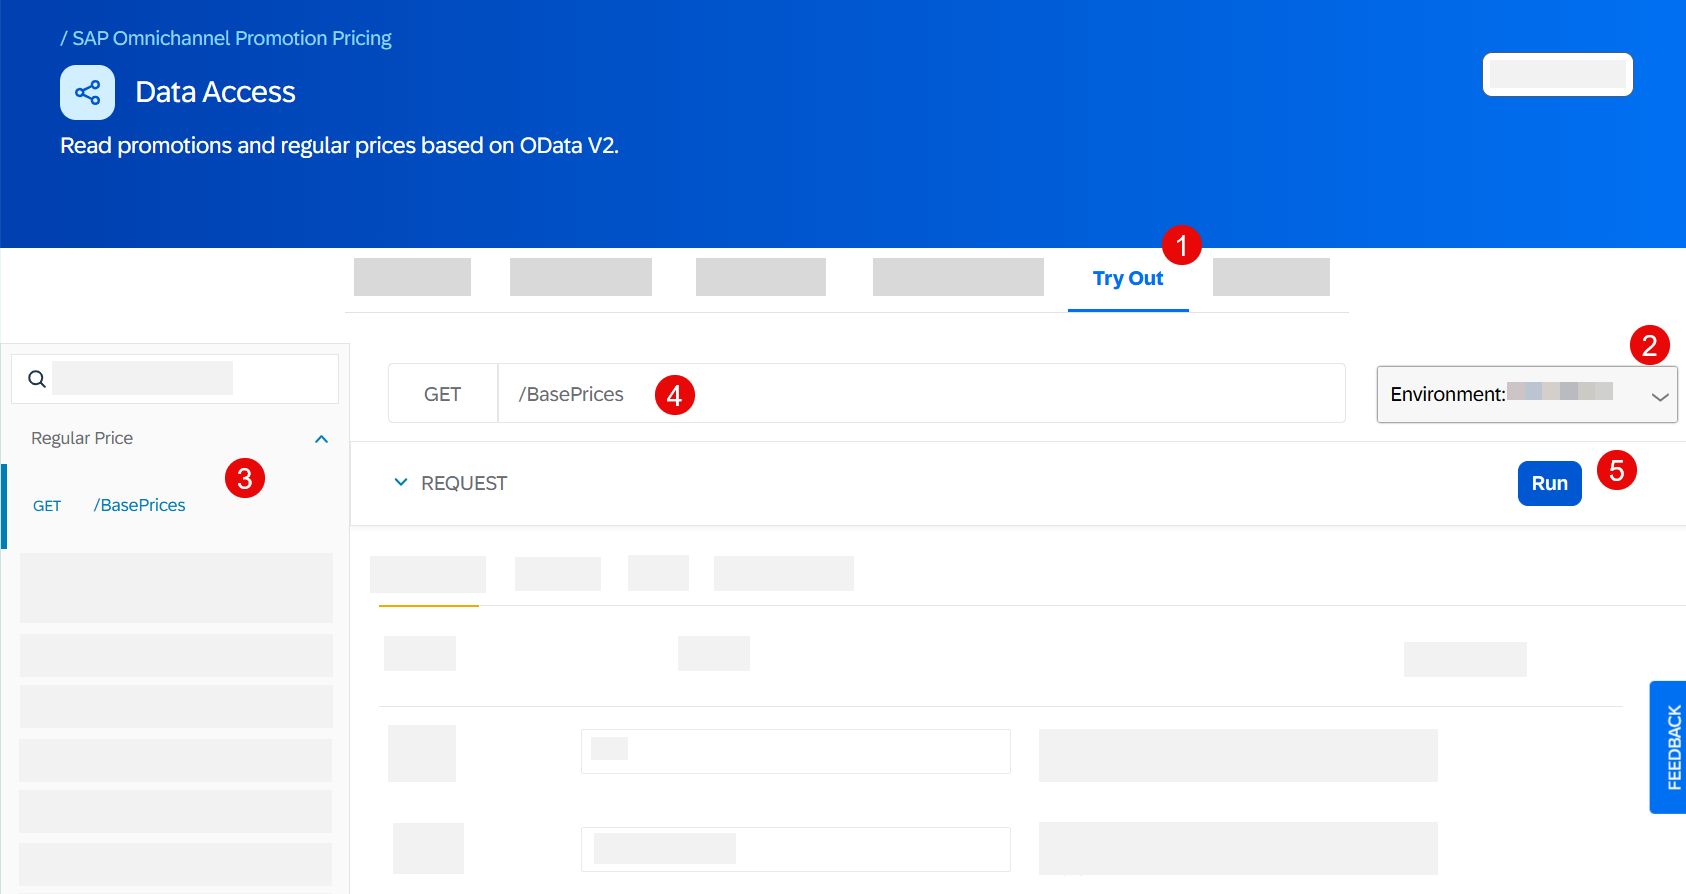 / SAP Omnichannel Promotion Pricing
Data Access
Read promotions and regular prices based on OData V2.
1
Try Out
2
GET /BasePrices 4
Environment:
Regular Price
3
GET /BasePrices
REQUEST
Run 5
FEEDBACK